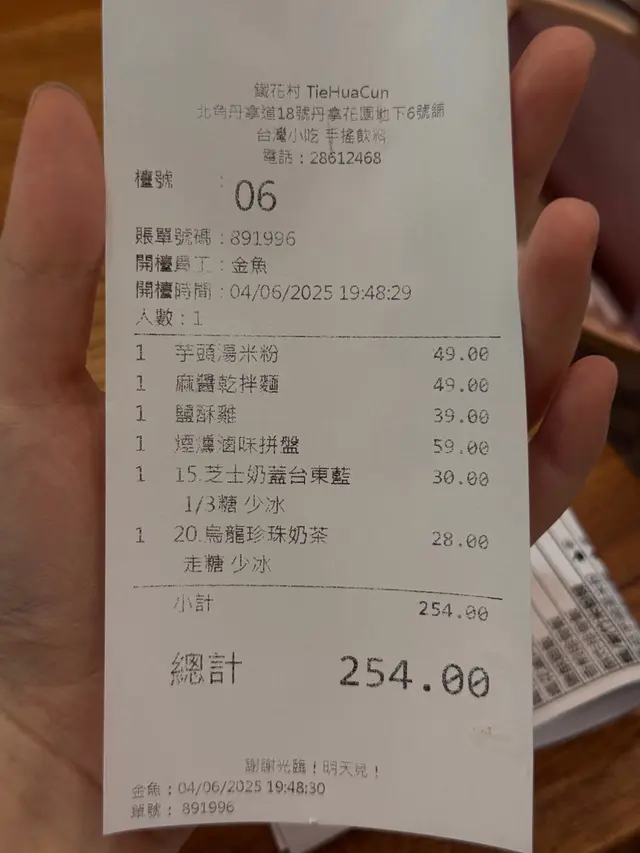 鐵花村 TieHuaCun
北角丹拿道18號丹拿花園地下6號舖
台灣小吃 手搖飲料
電話：28612468
檯號 : 06
賬單號碼：891996
開檯員工：金魚
開檯時間：04/06/2025 19:48:29
人數：1
1 芋頭湯米粉 49.00
1 麻醬乾拌麵 49.00
1 鹽酥雞 39.00
1 煙燻滷味拼盤 59.00
1 15.芝士奶蓋台東藍 30.00
1/3糖 少冰
1 20.烏龍珍珠奶茶 28.00
走糖 少冰
小計 254.00
總計 254.00
謝謝光臨！明天見！
金魚：04/06/2025 19:48:30
單號：891996